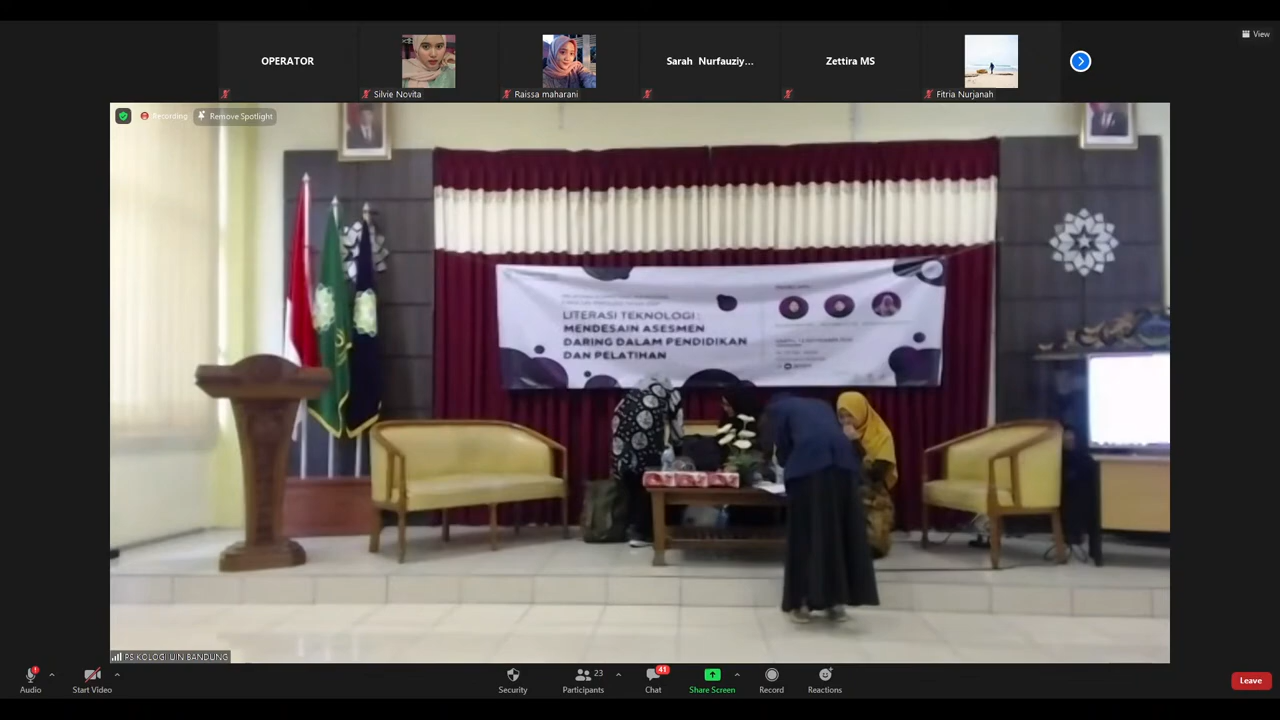 View
OPERATOR
Silvie Novita
Raissa maharani
Sarah Nurfauziy...
Zettira MS
Fitria Nurjanah
Recording
Remove Spotlight
LITERASI TEKNOLOGI :
MENDESAIN ASESMEN
DARING DALAM PENDIDIKAN
DAN PELATIHAN
PSIKOLOGI UIN BANDUNG
Audio
Start Video
Security
Participants
23
Chat
41
Share Screen
Record
Reactions
Leave